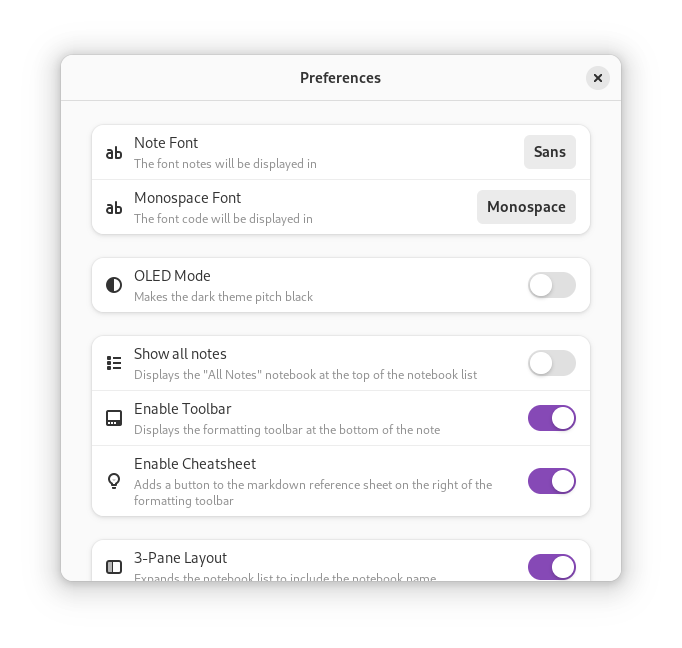 Preferences
Note Font
The font notes will be displayed in
Sans
Monospace Font
The font code will be displayed in
Monospace
OLED Mode
Makes the dark theme pitch black
Show all notes
Displays the "All Notes" notebook at the top of the notebook list
Enable Toolbar
Displays the formatting toolbar at the bottom of the note
Enable Cheatsheet
Adds a button to the markdown reference sheet on the right of the
formatting toolbar
3-Pane Layout
Expands the notebook list to include the notebook name